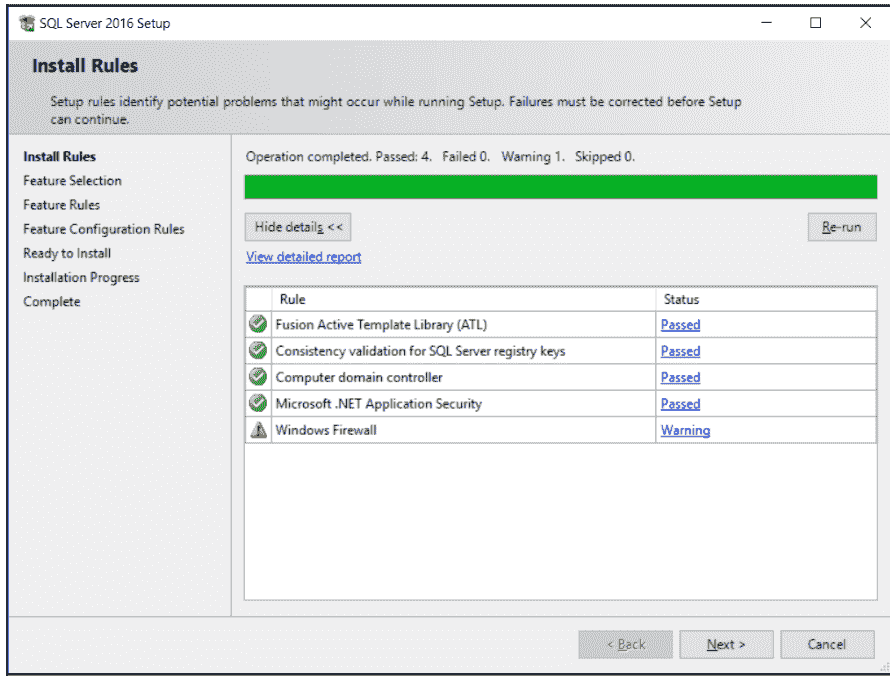 SQL Server 2016 Setup
Install Rules
Setup rules identify potential problems that might occur while running Setup. Failures must be corrected before Setup
can continue.
Install Rules
Feature Selection
Feature Rules
Feature Configuration Rules
Ready to Install
Installation Progress
Complete
Operation completed. Passed: 4. Failed 0. Warning 1. Skipped 0.
Hide details <<
Re-run
View detailed report
Rule Status
Fusion Active Template Library (ATL) Passed
Consistency validation for SQL Server registry keys Passed
Computer domain controller Passed
Microsoft .NET Application Security Passed
Windows Firewall Warning
< Back Next > Cancel